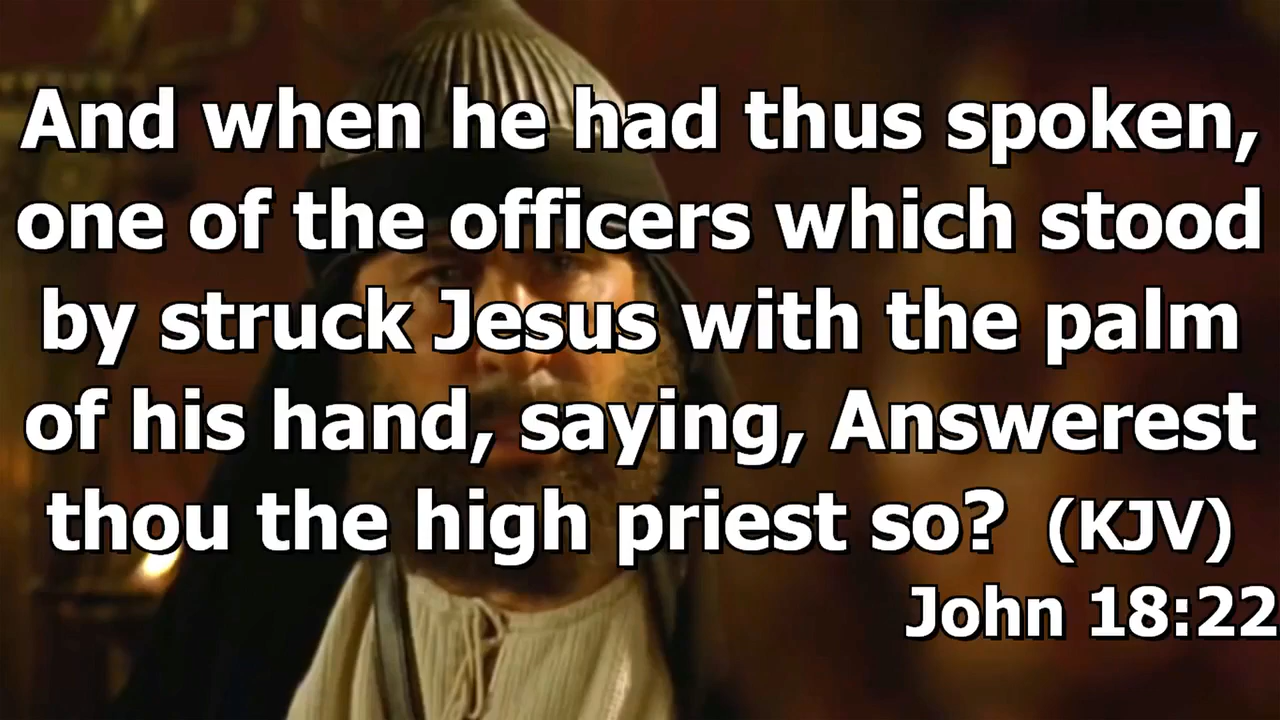 And when he had thus spoken,
one of the officers which stood
by struck Jesus with the palm
of his hand, saying, Answerest
thou the high priest so? (KJV)
John 18:22